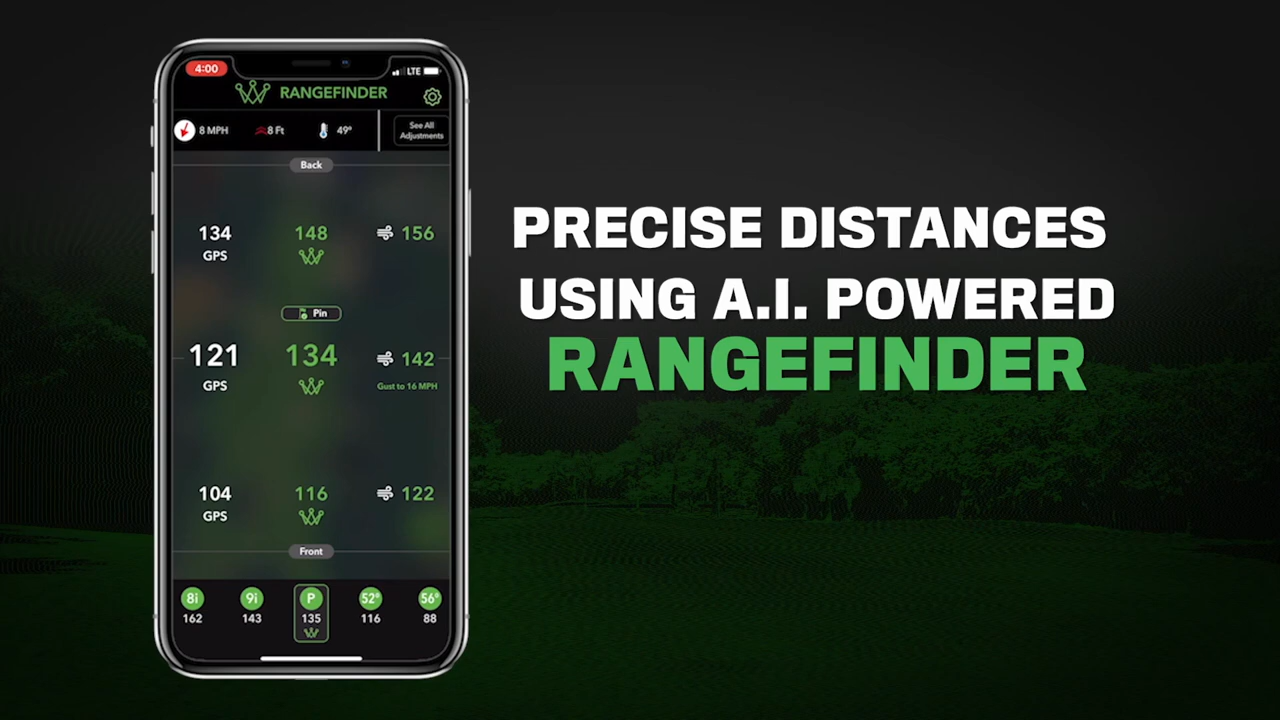 4:00
LTE
RANGEFINDER
8 MPH
8 Ft
49°
See All
Adjustments
Back
134
GPS
148
156
Pin
121
GPS
134
142
Gust to 16 MPH
104
GPS
116
122
Front
8i
9i
P
52°
56°
162
143
135
116
88
PRECISE DISTANCES
USING A.I. POWERED
RANGEFINDER